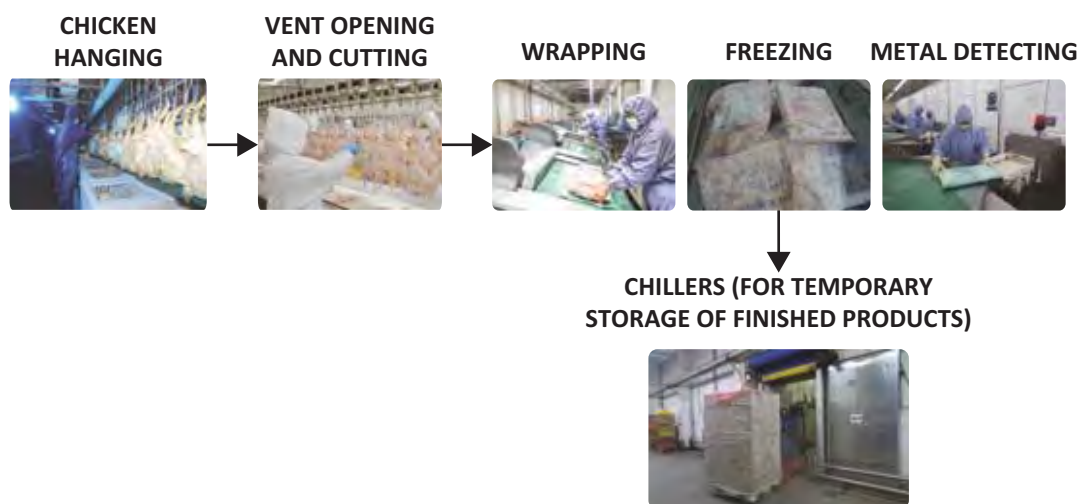 CHICKEN
HANGING
VENT OPENING
AND CUTTING
WRAPPING
FREEZING
METAL DETECTING
CHILLERS (FOR TEMPORARY
STORAGE OF FINISHED PRODUCTS)